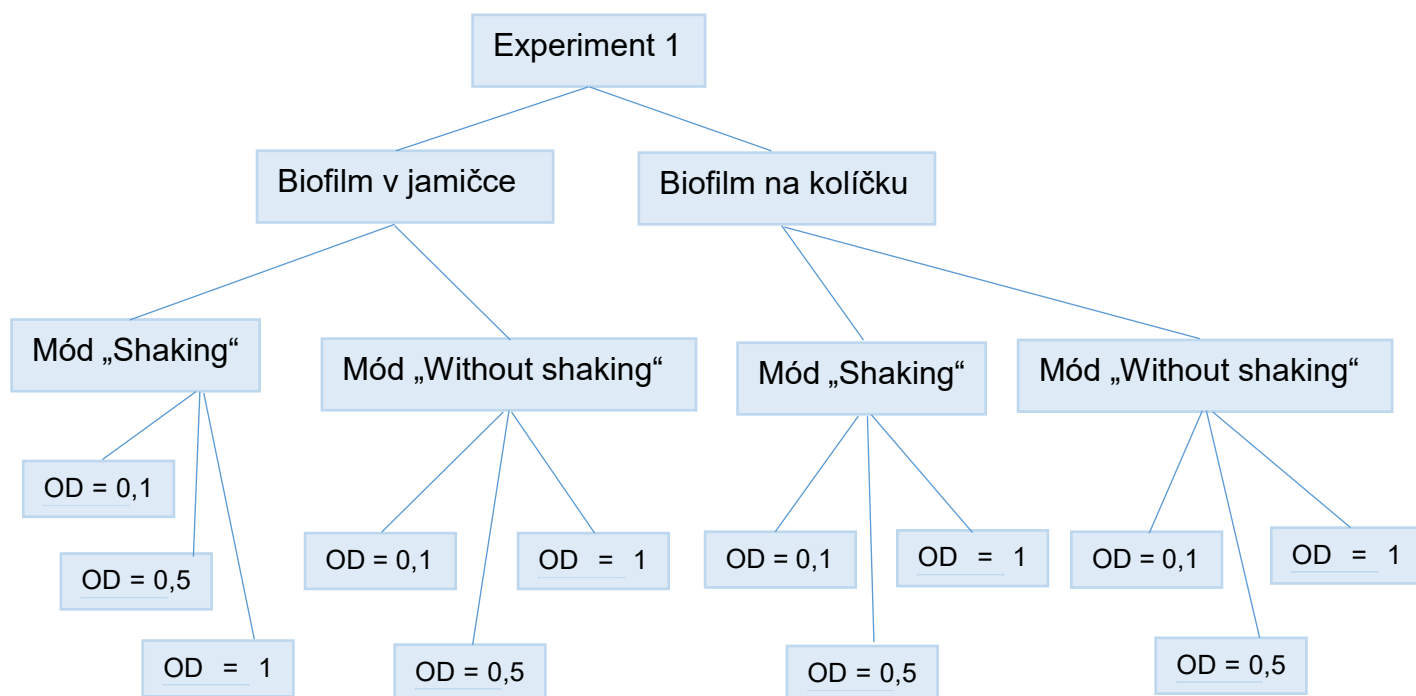 Experiment 1
Biofilm v jamičce
Biofilm na kolíčku
Mód „Shaking“
Mód „Without shaking“
Mód „Shaking“
Mód „Without shaking“
OD = 0,1
OD = 0,5
OD = 1
OD = 0,1
OD = 0,5
OD = 1
OD = 0,1
OD = 0,5
OD = 1
OD = 0,1
OD = 0,5
OD = 1